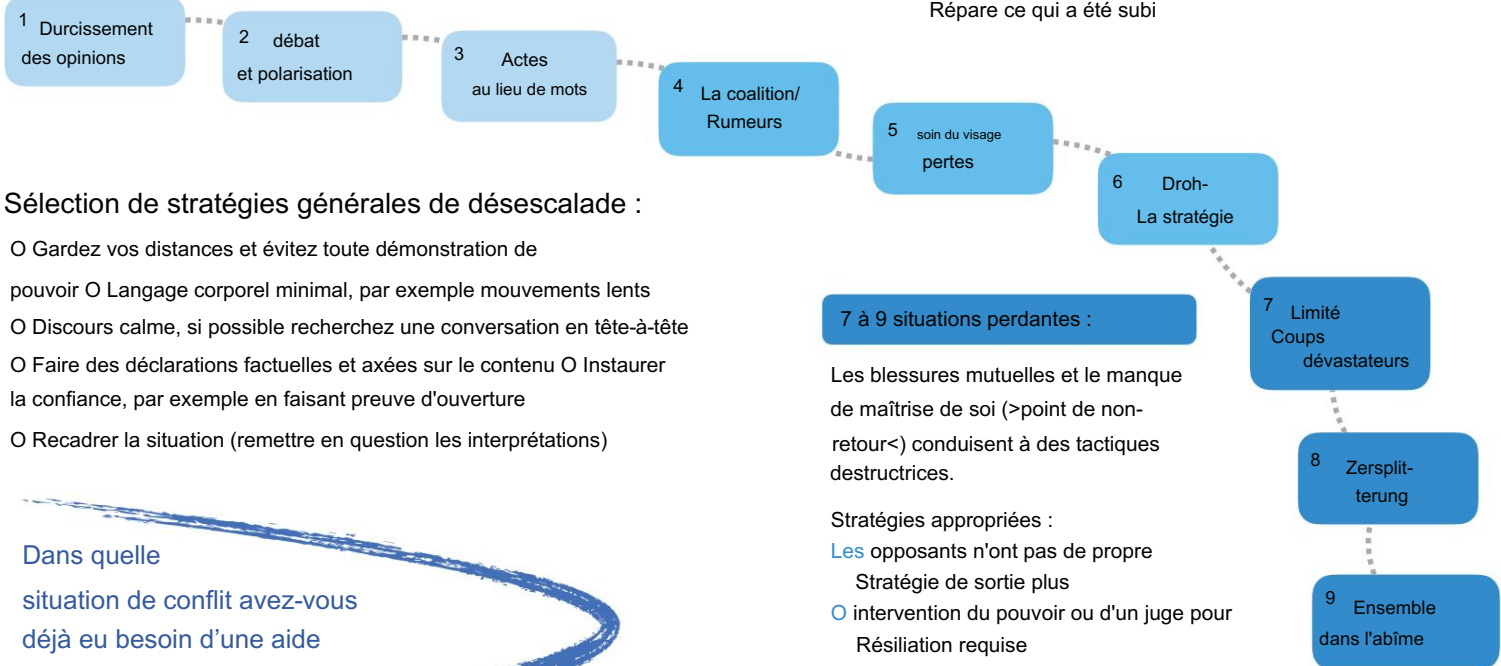 Répare ce qui a été subi
1 Durcissement
des opinions
2 débat
et polarisation
3 Actes
au lieu de mots
4 La coalition/
Rumeurs
5 soin du visage
pertes
6 Droh-
La stratégie
Sélection de stratégies générales de désescalade :
O Gardez vos distances et évitez toute démonstration de
pouvoir O Langage corporel minimal, par exemple mouvements lents
O Discours calme, si possible recherchez une conversation en tête-à-tête
O Faire des déclarations factuelles et axées sur le contenu O Instaurer
la confiance, par exemple en faisant preuve d'ouverture
O Recadrer la situation (remettre en question les interprétations)
7 Limité
Coups
dévastateurs
7 à 9 situations perdantes :
Les blessures mutuelles et le manque
de maîtrise de soi (>point de non-
retour<) conduisent à des tactiques
destructrices.
8 Zersplit-
terung
Stratégies appropriées :
Les opposants n'ont pas de propre
Stratégie de sortie plus
O intervention du pouvoir ou d'un juge pour
Résiliation requise
9 Ensemble
dans l'abîme
Dans quelle
situation de conflit avez-vous
déjà eu besoin d’une aide